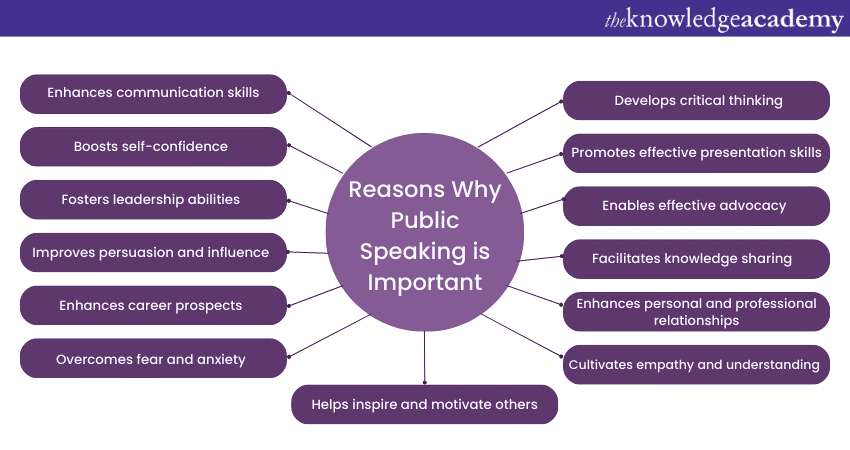 theknowledgeacademy
Enhances communication skills
Boosts self-confidence
Fosters leadership abilities
Improves persuasion and influence
Enhances career prospects
Overcomes fear and anxiety
Reasons Why
Public
Speaking is
Important
Develops critical thinking
Promotes effective presentation skills
Enables effective advocacy
Facilitates knowledge sharing
Enhances personal and professional
relationships
Cultivates empathy and understanding
Helps inspire and motivate others